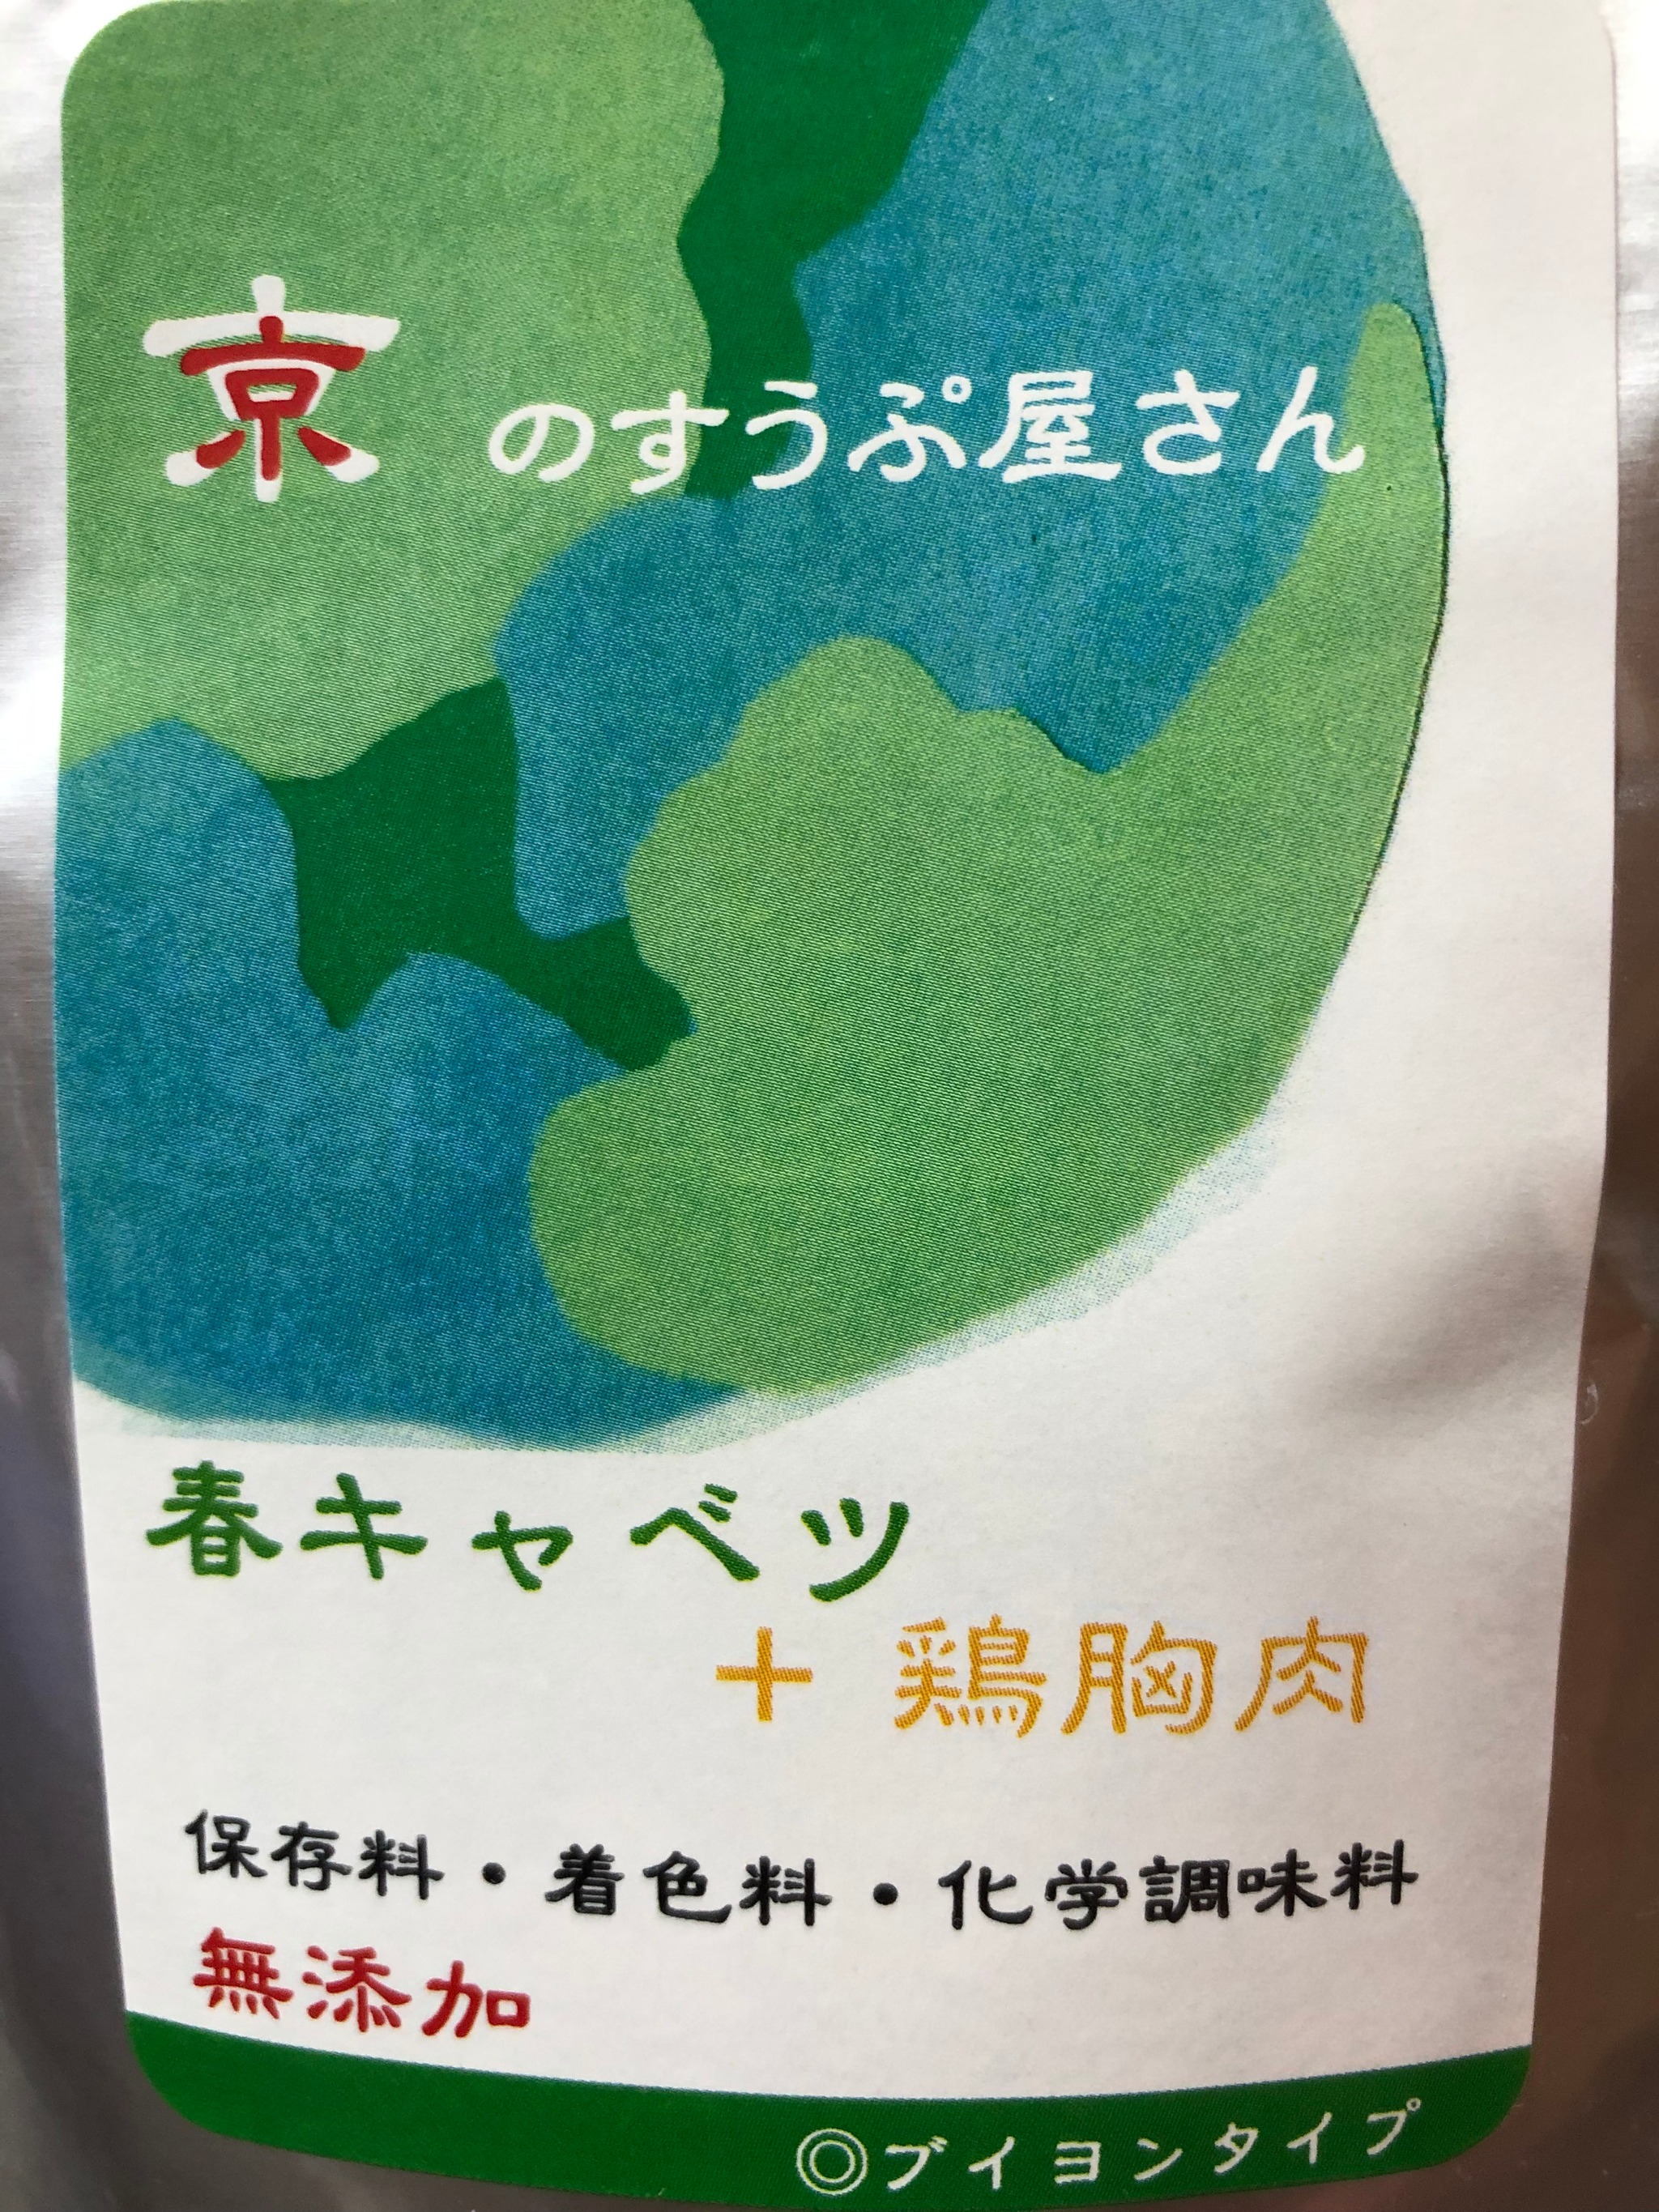 京のすうぷ屋さん
春キャベツ
＋鶏胸肉
保存料・着色料・化学調味料
無添加
◎ブイヨンタイプ